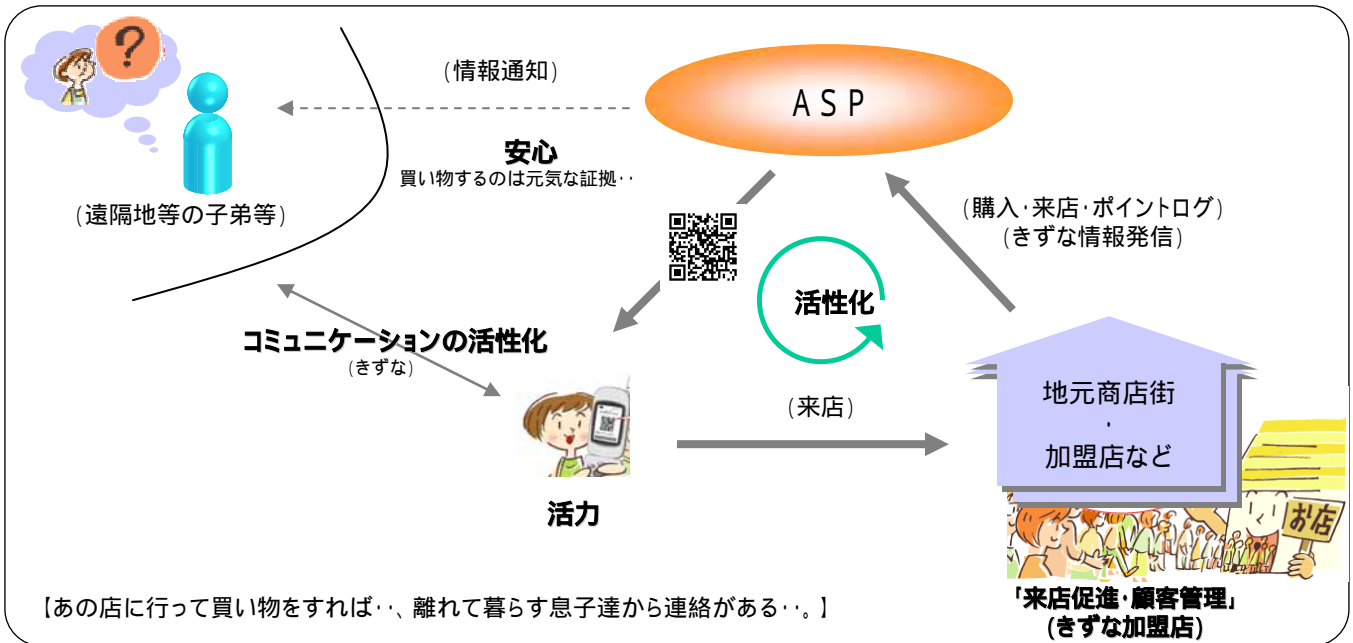 ?
(情報通知)
ASP
安心
買い物するのは元気な証拠‥
(遠隔地等の子弟等)
(購入・来店・ポイントログ)
(きずな情報発信)
活性化
コミュニケーションの活性化
(きずな)
(来店)
地元商店街
・
加盟店など
活力
お店
【あの店に行って買い物をすれば‥、離れて暮らす息子達から連絡がある‥。】
「来店促進・顧客管理」
(きずな加盟店)